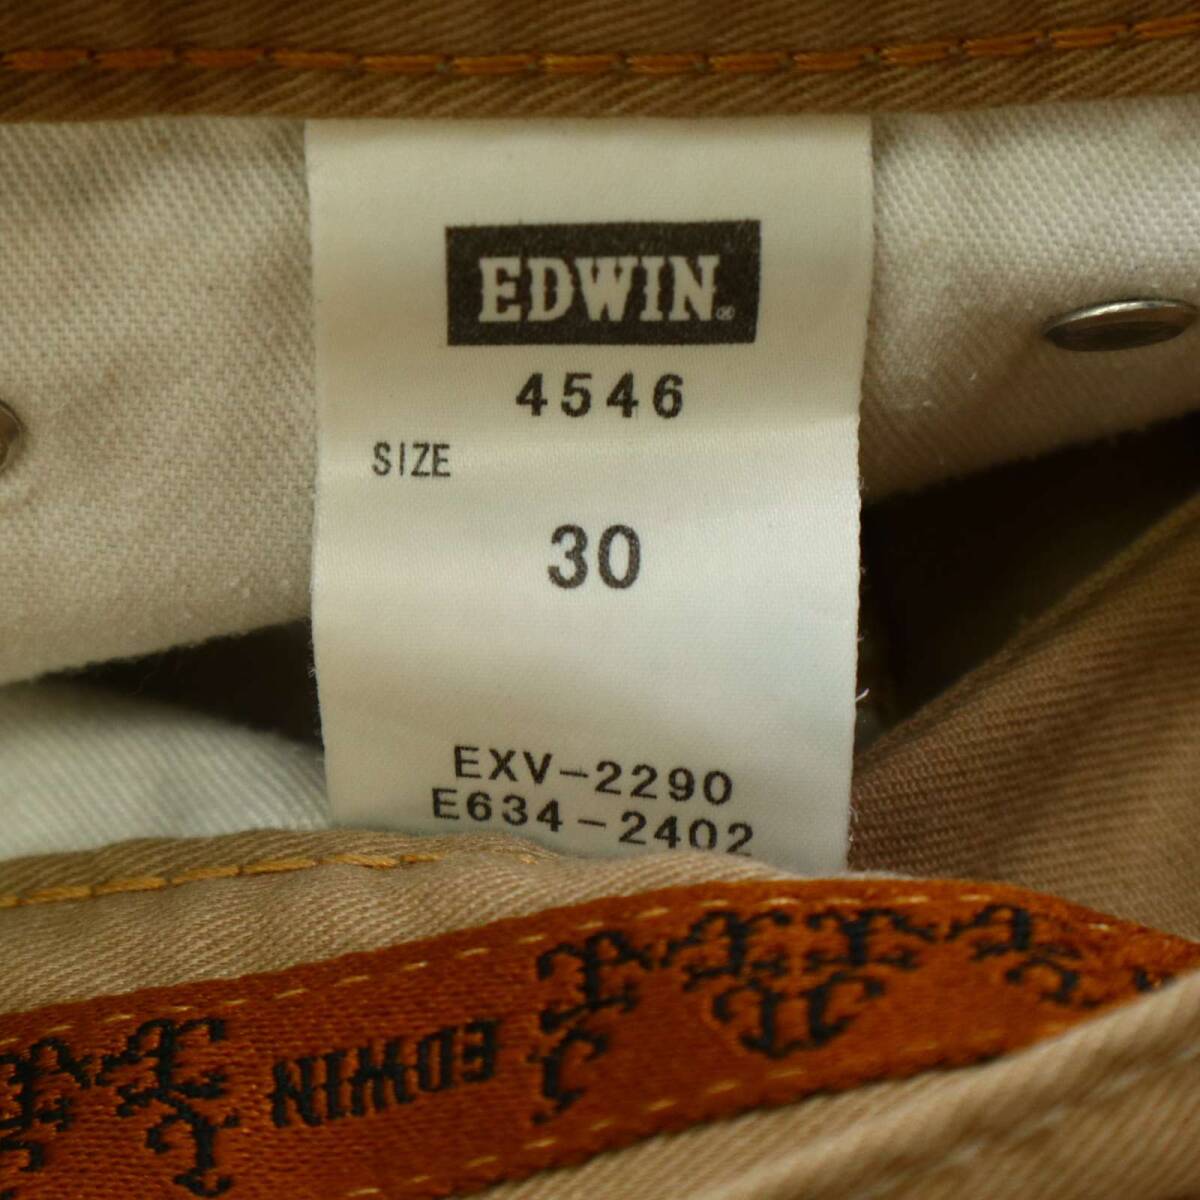 EDWIN®
4546
SIZE
30
EXV-2290
E634-2402
EDWIN